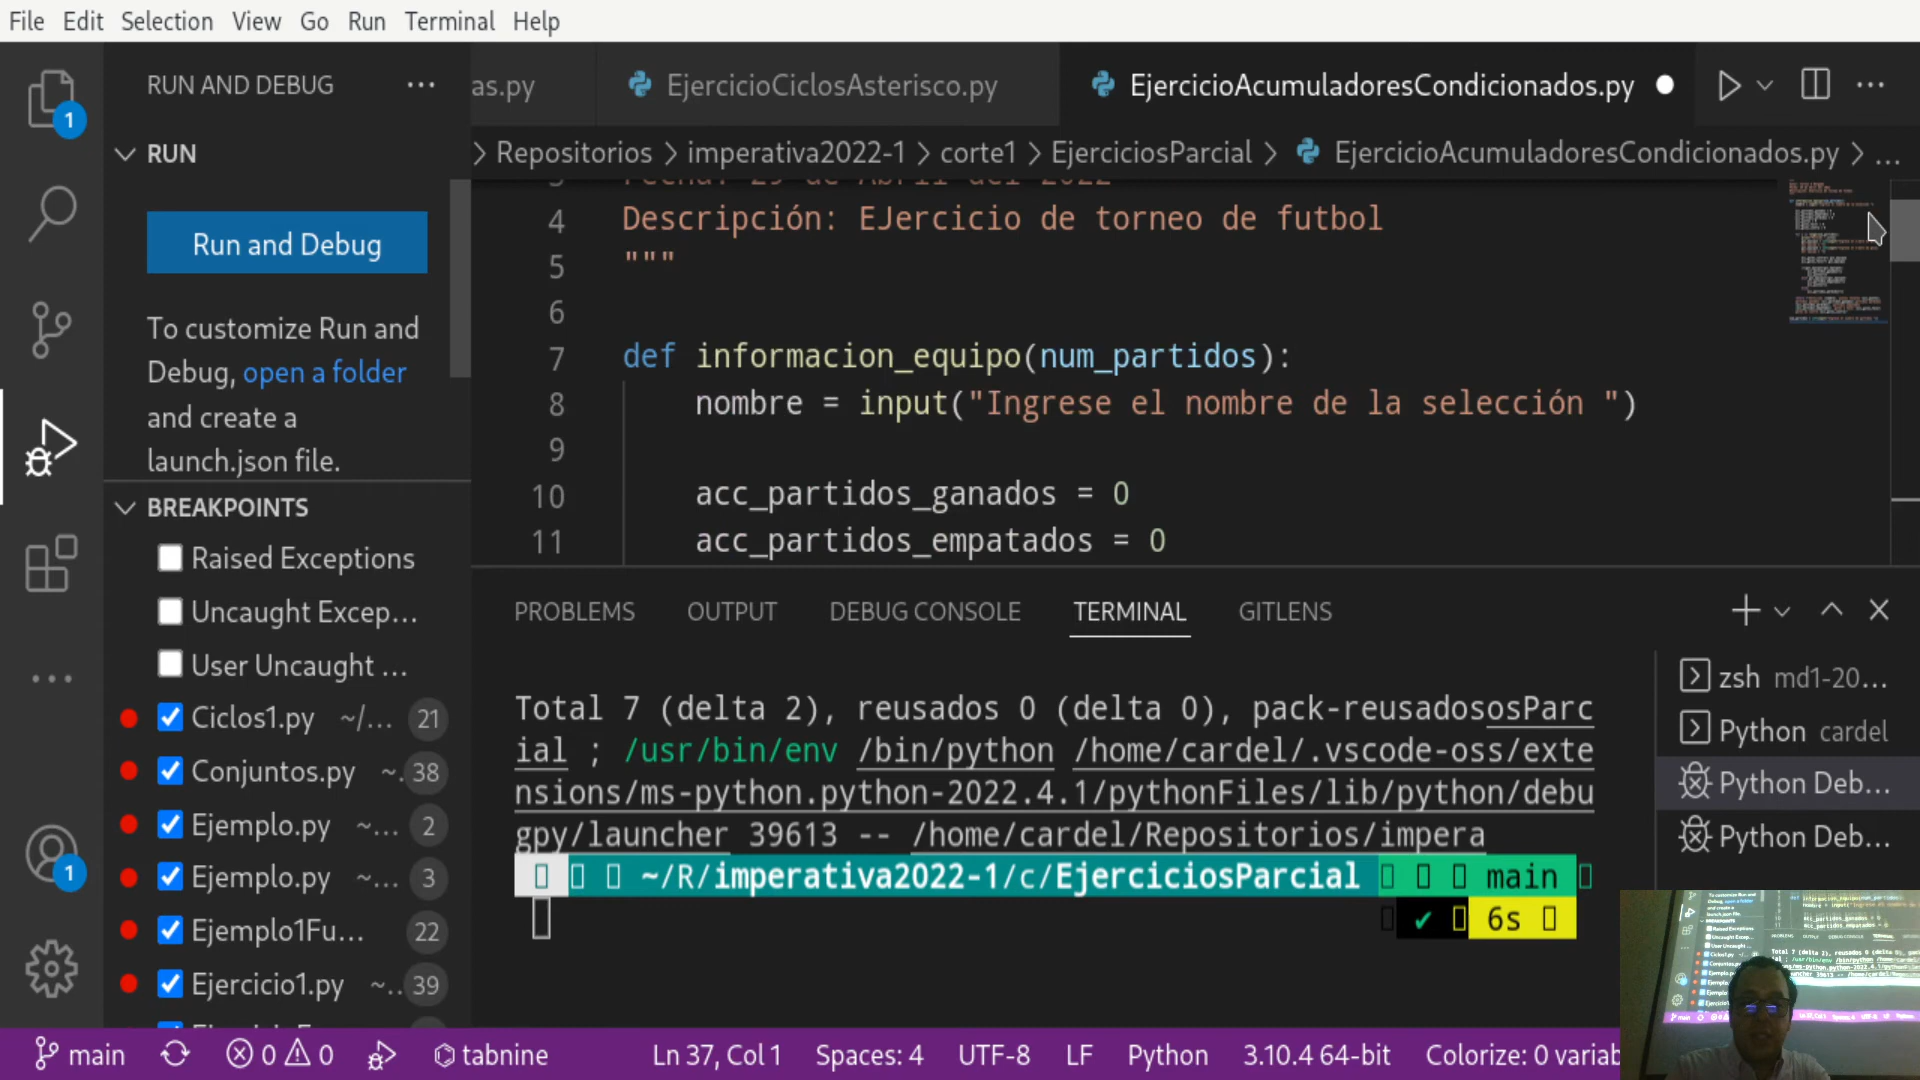 File Edit Selection View Go Run Terminal Help
RUN AND DEBUG ...
as.py
EjercicioCiclosAsterisco.py
EjercicioAcumuladoresCondicionados.py
RUN
> Repositorios > imperativa2022-1 > corte1 > EjerciciosParcial > EjercicioAcumuladoresCondicionados.py > ...
Run and Debug
To customize Run and
Debug, open a folder
and create a
launch.json file.
4 Descripción: EJercicio de torneo de futbol
5 """
6
7 def informacion_equipo(num_partidos):
8 nombre = input("Ingrese el nombre de la selección ")
9
10 acc_partidos_ganados = 0
11 acc_partidos_empatados = 0
BREAKPOINTS
Raised Exceptions
Uncaught Excep...
User Uncaught ...
Ciclos1.py ~/... 21
Conjuntos.py ~. 38
Ejemplo.py ~... 2
Ejemplo.py ~... 3
Ejemplo1Fu... 22
Ejercicio1.py ~.. 39
PROBLEMS OUTPUT DEBUG CONSOLE TERMINAL GITLENS
Total 7 (delta 2), reusados 0 (delta 0), pack-reusadososParc
ial ; /usr/bin/env /bin/python /home/cardel/.vscode-oss/exte
nsions/ms-python.python-2022.4.1/pythonFiles/lib/python/debu
gpy/launcher 39613 -- /home/cardel/Repositorios/impera
~/R/imperativa2022-1/c/EjerciciosParcial main
✔ 6s
zsh md1-20...
Python cardel
Python Deb...
Python Deb...
1
1
main 0 0 tabnine Ln 37, Col 1 Spaces: 4 UTF-8 LF Python 3.10.4 64-bit Colorize: 0 variab